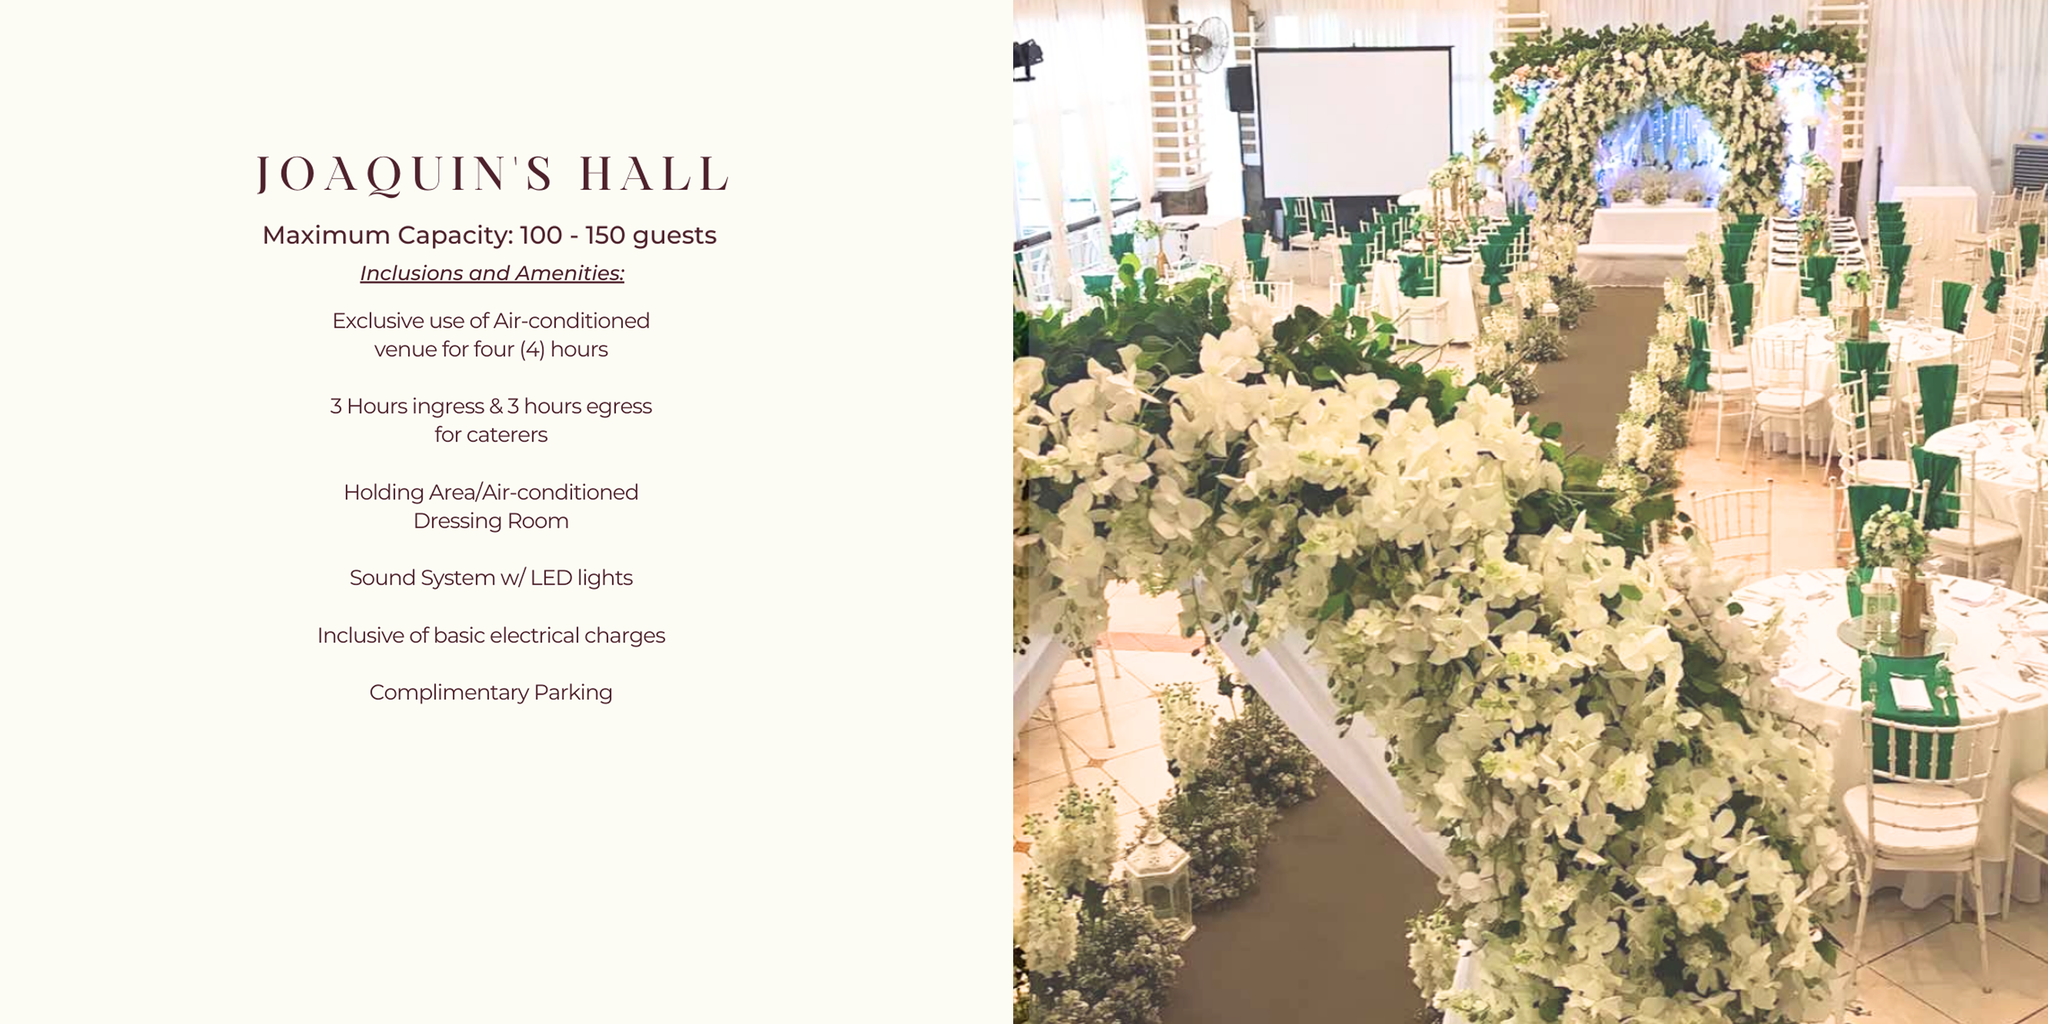 JOAQUIN'S HALL
Maximum Capacity: 100 - 150 guests
Inclusions and Amenities:
Exclusive use of Air-conditioned
venue for four (4) hours
3 Hours ingress & 3 hours egress
for caterers
Holding Area/Air-conditioned
Dressing Room
Sound System w/ LED lights
Inclusive of basic electrical charges
Complimentary Parking